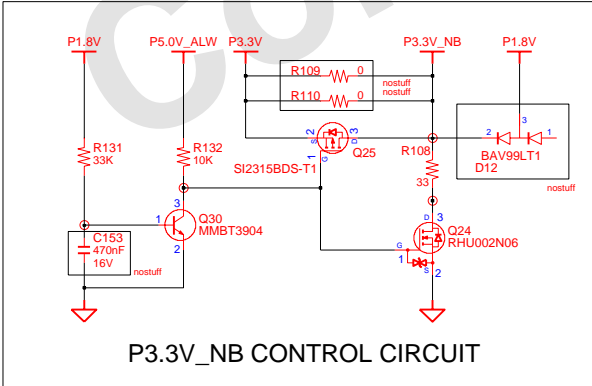 P1.8V P5.0V_ALW P3.3V P3.3V_NB P1.8V
R109 0
nostuff
R110 0
nostuff
R131
33K
R132
10K
2 S D 3
1 G
Q25
SI2315BDS-T1
R108
33
3
2 1
BAV99LT1
D12
nostuff
3
1
2
Q30
MMBT3904
C153
470nF
16V
nostuff
D 3
G
1
S 2
Q24
RHU002N06
P3.3V_NB CONTROL CIRCUIT